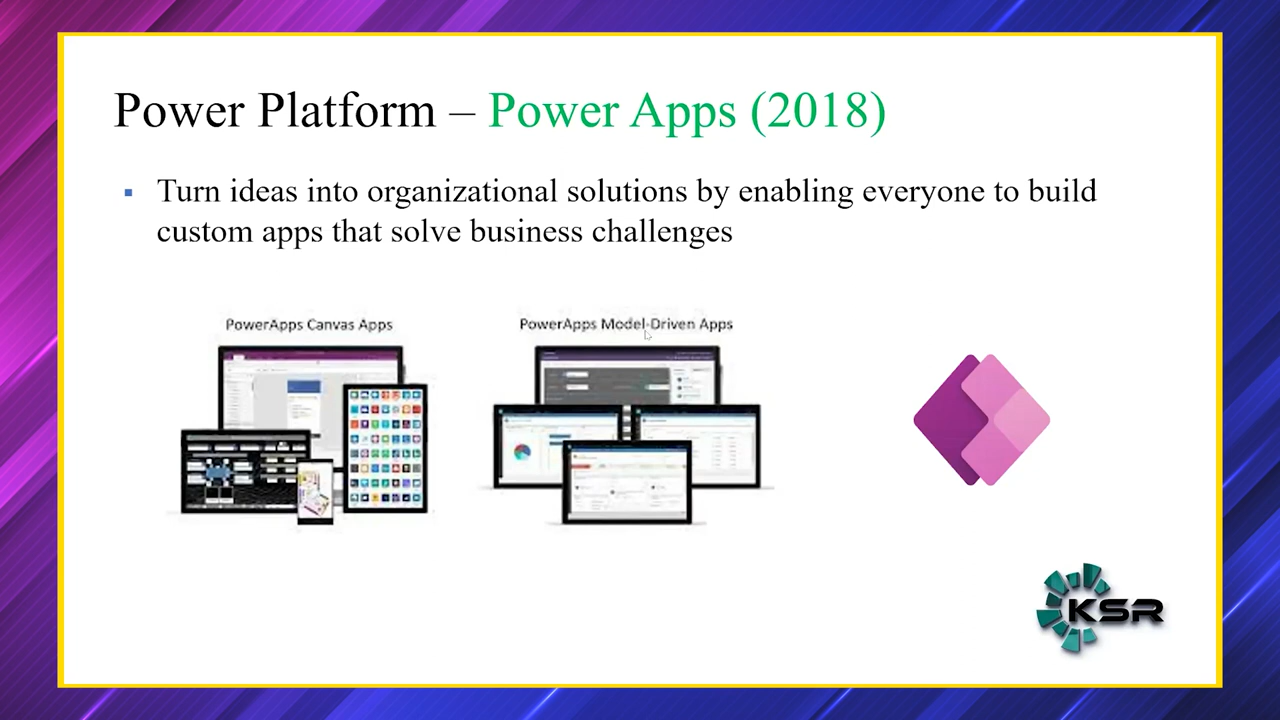 Power Platform – Power Apps (2018)
Turn ideas into organizational solutions by enabling everyone to build
custom apps that solve business challenges
PowerApps Canvas Apps
PowerApps Model-Driven Apps
KSR